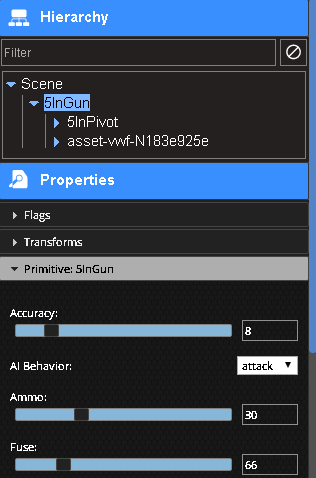 Hierarchy
Filter
Scene
5InGun
5InPivot
asset-vwf-N183e925e
Properties
Flags
Transforms
Primitive: 5InGun
Accuracy:
8
AI Behavior: attack
Ammo:
30
Fuse:
66